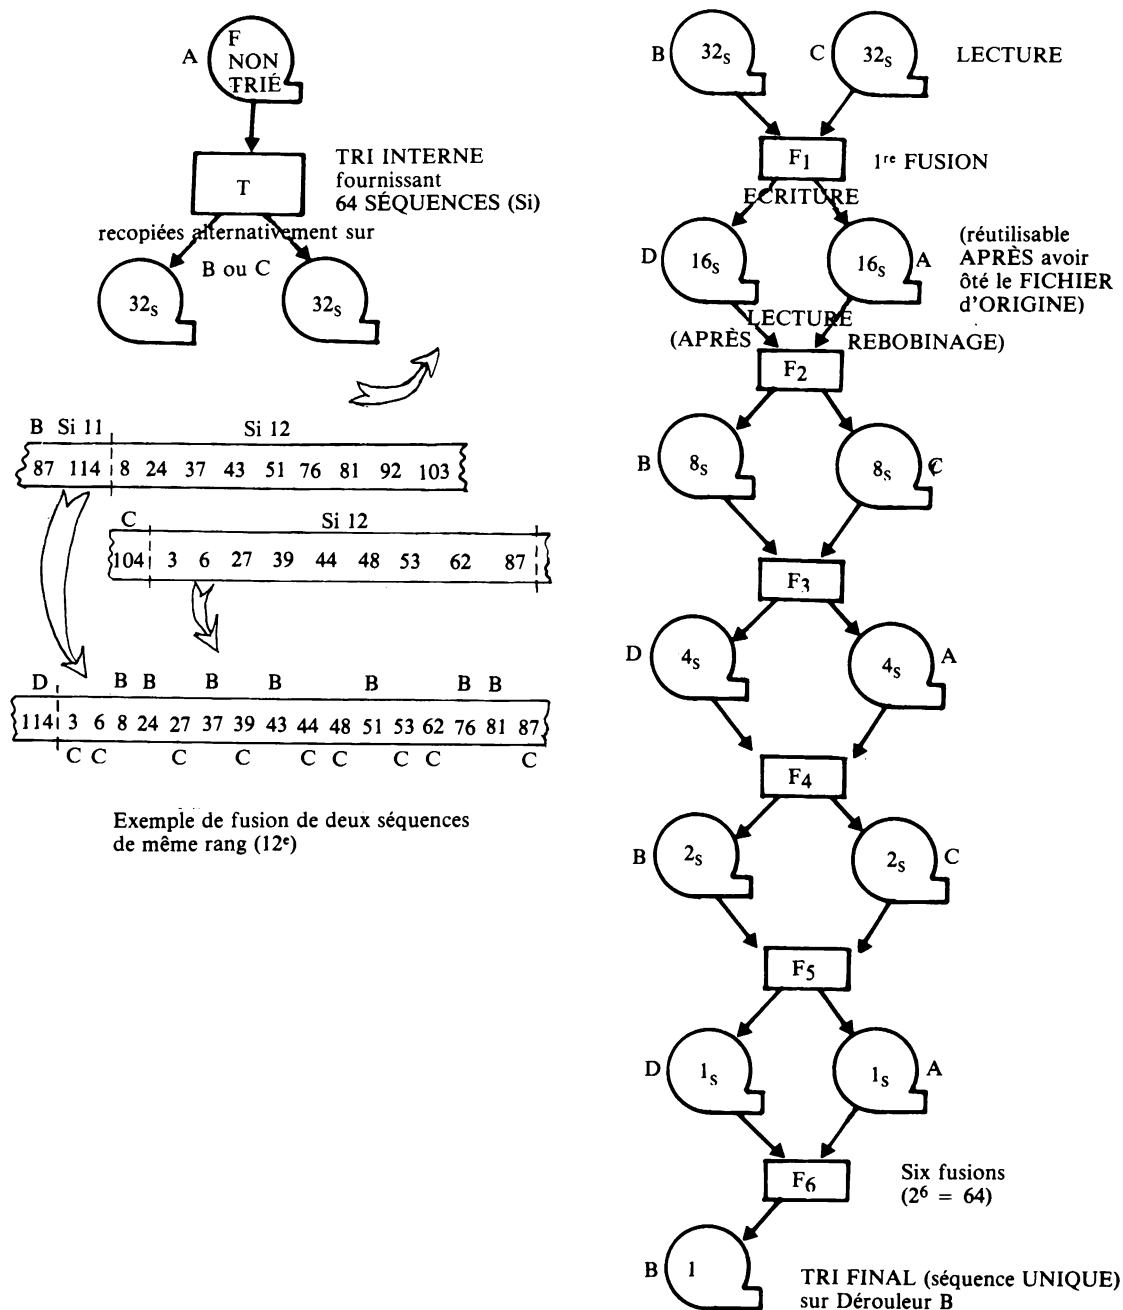 A
F
NON
TRIÉ
T
TRI INTERNE
fournissant
64 SÉQUENCES (Si)
recopiées alternativement sur
B ou C
32s
32s
B Si 11 Si 12
87 114 8 24 37 43 51 76 81 92 103
C Si 12
104 3 6 27 39 44 48 53 62 87
D B B B B B B B
114 3 6 8 24 27 37 39 43 44 48 51 53 62 76 81 87
C C C C C C C C C
Exemple de fusion de deux séquences
de même rang (12e)
B 32s C 32s LECTURE
F1 1re FUSION
ECRITURE
D 16s 16s A
(réutilisable
APRÈS avoir
ôté le FICHIER
d'ORIGINE)
LECTURE
(APRÈS REBOBINAGE)
F2
B 8s 8s C
F3
D 4s 4s A
F4
B 2s 2s C
F5
D 1s 1s A
F6
Six fusions
(2⁶ = 64)
B 1
TRI FINAL (séquence UNIQUE)
sur Dérouleur B